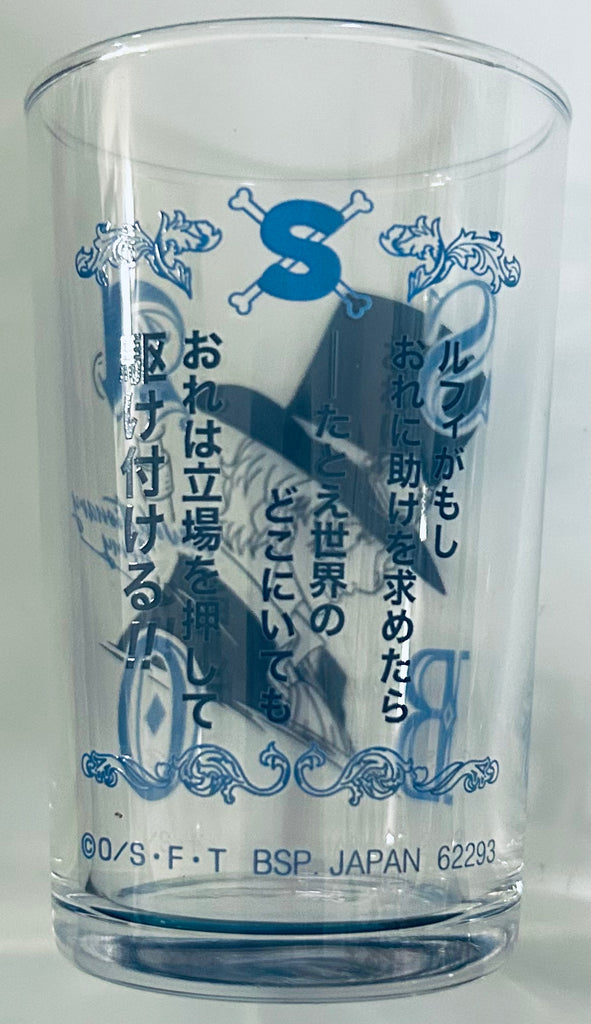 S
ルフィがもし
おれに助けを求めたら
―たとえ世界の
どこにいても
おれは立場を押して
駆け付ける!!
©O/S・F・T BSP. JAPAN 62293